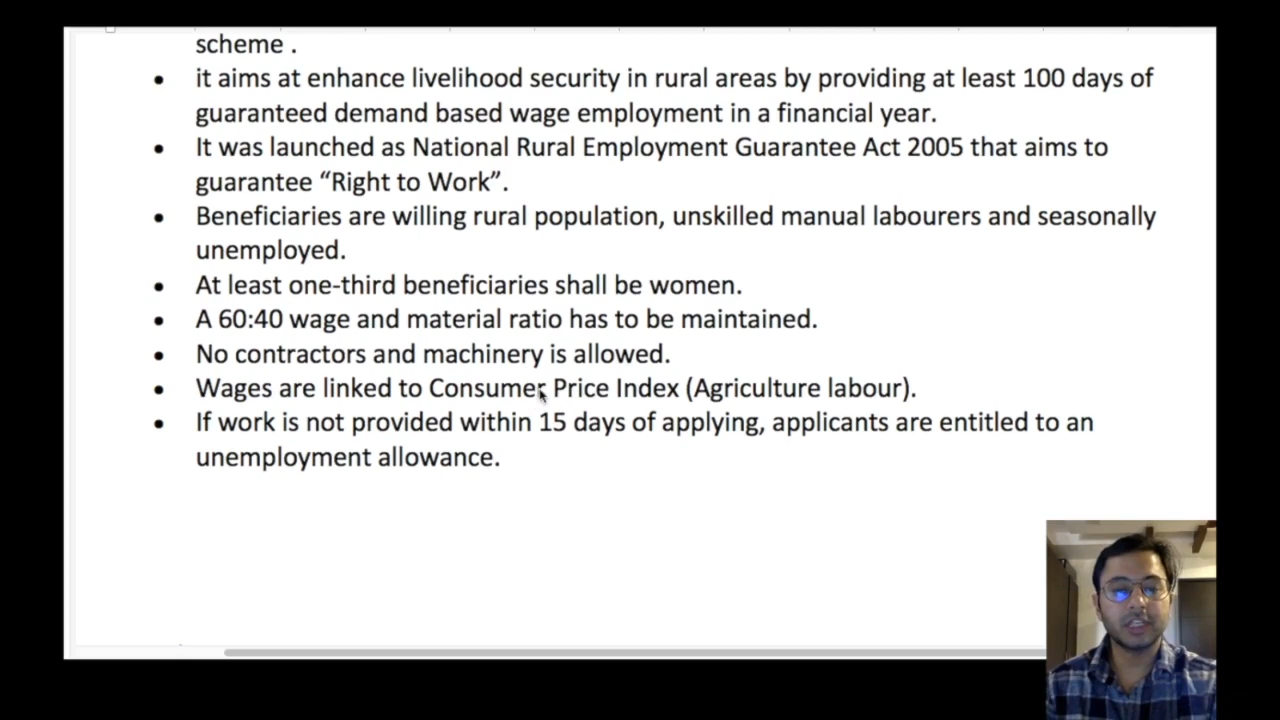 scheme .
• it aims at enhance livelihood security in rural areas by providing at least 100 days of
guaranteed demand based wage employment in a financial year.
• It was launched as National Rural Employment Guarantee Act 2005 that aims to
guarantee “Right to Work”.
• Beneficiaries are willing rural population, unskilled manual labourers and seasonally
unemployed.
• At least one-third beneficiaries shall be women.
• A 60:40 wage and material ratio has to be maintained.
• No contractors and machinery is allowed.
• Wages are linked to Consumer Price Index (Agriculture labour).
• If work is not provided within 15 days of applying, applicants are entitled to an
unemployment allowance.